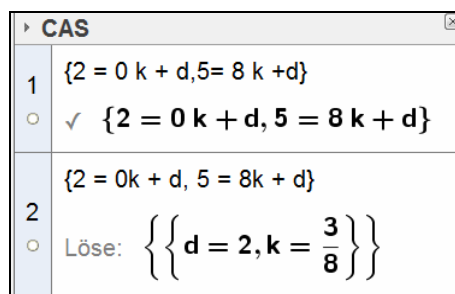 CAS
1
{2 = 0 k + d,5= 8 k +d}
✓ {2 = 0 k + d, 5 = 8 k + d}
2
{2 = 0k + d, 5 = 8k + d}
Löse: {{d = 2, k = 3/8}}